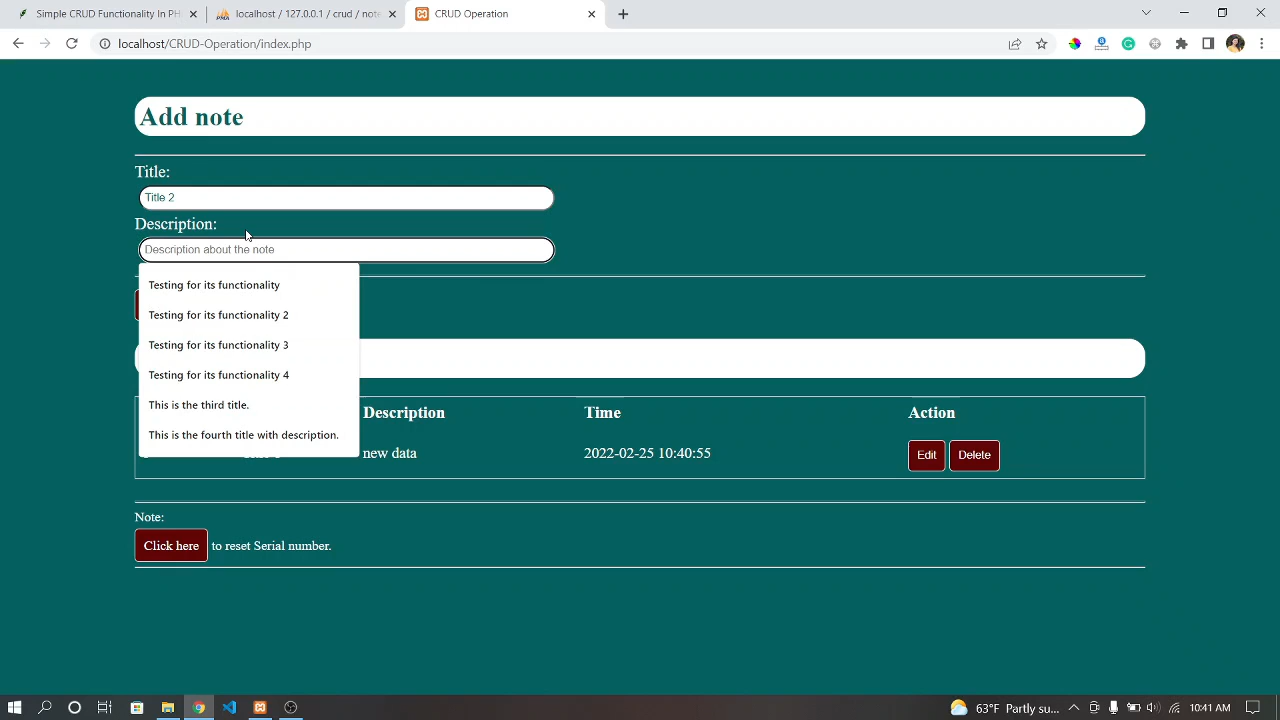 Simple CRUD Functionality in PH
localhost / 127.0.0.1 / crud / note
CRUD Operation
localhost/CRUD-Operation/index.php
Add note
Title:
Title 2
Description:
Description about the note
Testing for its functionality
Testing for its functionality 2
Testing for its functionality 3
Testing for its functionality 4
This is the third title.
This is the fourth title with description.
Description Time Action
new data 2022-02-25 10:40:55 Edit Delete
Note:
Click here to reset Serial number.
63°F Partly su... 10:41 AM